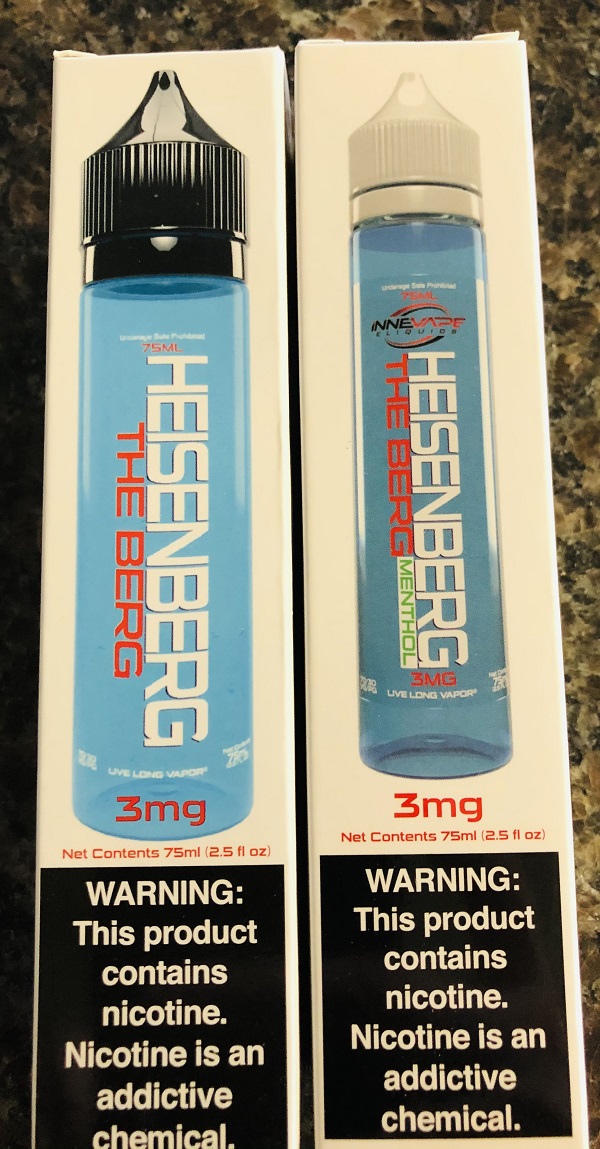 Underage Sale Prohibited
75ML
HEISENBERG
THE BERG
LIVE LONG VAPOR®
3mg
Net Contents 75ml (2.5 fl oz)
WARNING:
This product
contains
nicotine.
Nicotine is an
addictive
chemical.
Underage Sale Prohibited
75ML
INNEVAPE
ELIQUIDS
HEISENBERG
THE BERG
MENTHOL
3MG
LIVE LONG VAPOR®
3mg
Net Contents 75ml (2.5 fl oz)
WARNING:
This product
contains
nicotine.
Nicotine is an
addictive
chemical.